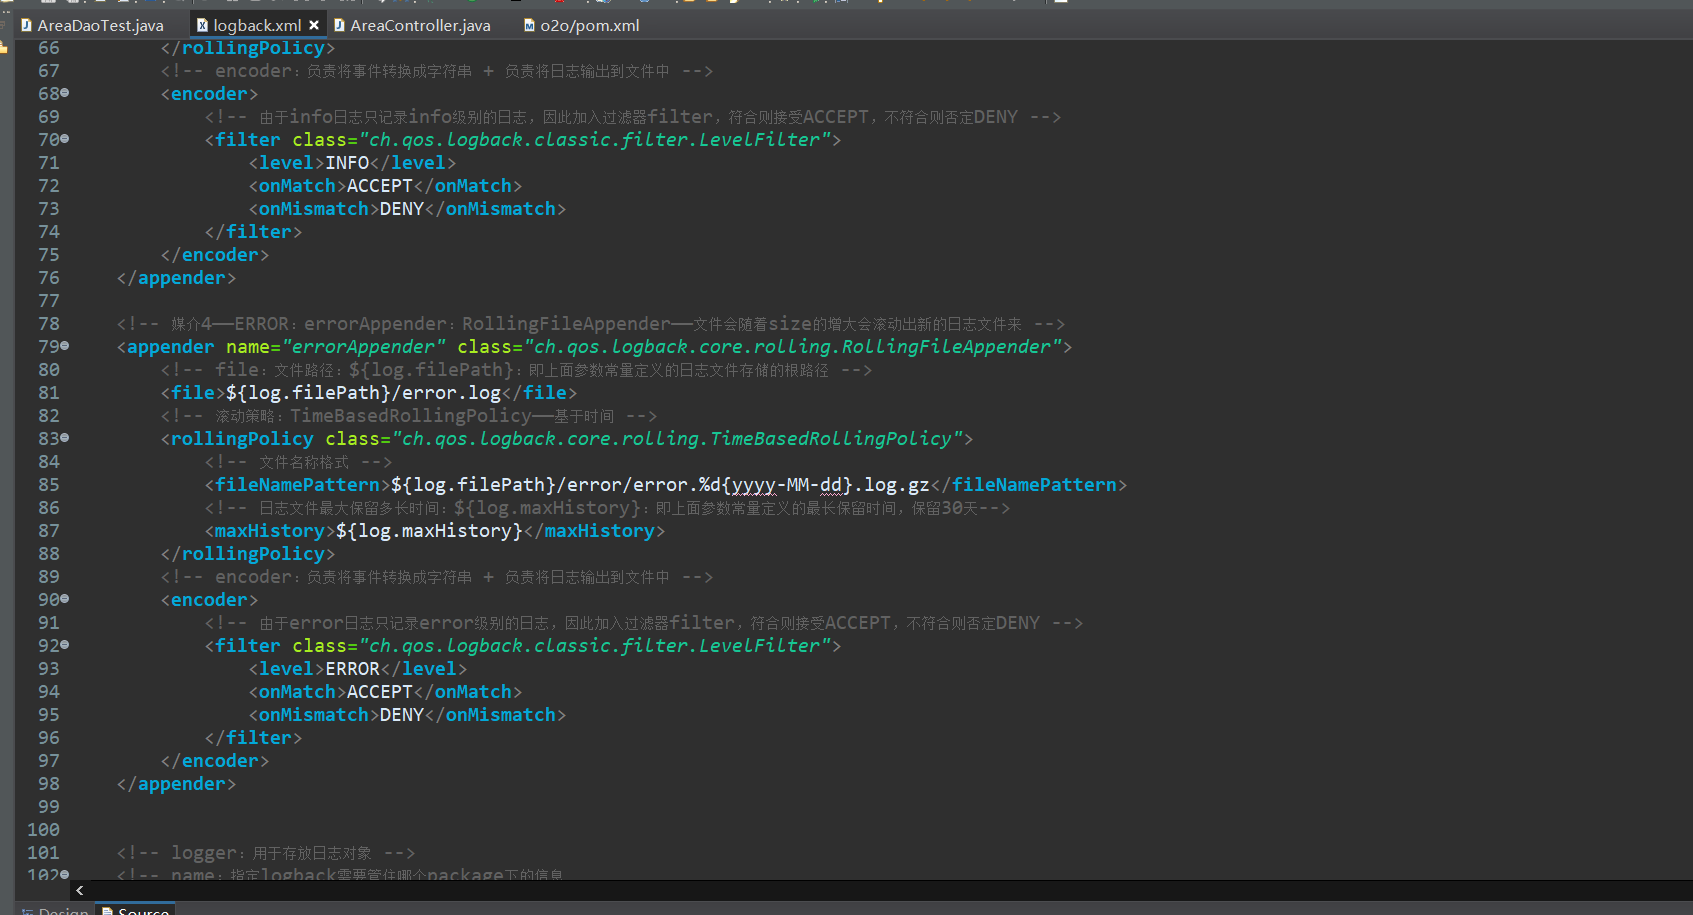 AreaDaoTest.java logback.xml AreaController.java o2o/pom.xml
66 </rollingPolicy>
67 <!-- encoder：负责将事件转换成字符串 + 负责将日志输出到文件中 -->
68 <encoder>
69 <!-- 由于info日志只记录info级别的日志，因此加入过滤器filter，符合则接受ACCEPT，不符合则否定DENY -->
70 <filter class="ch.qos.logback.classic.filter.LevelFilter">
71 <level>INFO</level>
72 <onMatch>ACCEPT</onMatch>
73 <onMismatch>DENY</onMismatch>
74 </filter>
75 </encoder>
76 </appender>
77
78 <!-- 媒介4——ERROR：errorAppender：RollingFileAppender——文件会随着size的增大会滚动出新的日志文件来 -->
79 <appender name="errorAppender" class="ch.qos.logback.core.rolling.RollingFileAppender">
80 <!-- file：文件路径：${log.filePath}：即上面参数常量定义的日志文件存储的根路径 -->
81 <file>${log.filePath}/error.log</file>
82 <!-- 滚动策略：TimeBasedRollingPolicy——基于时间 -->
83 <rollingPolicy class="ch.qos.logback.core.rolling.TimeBasedRollingPolicy">
84 <!-- 文件名称格式 -->
85 <fileNamePattern>${log.filePath}/error/error.%d{yyyy-MM-dd}.log.gz</fileNamePattern>
86 <!-- 日志文件最大保留多长时间：${log.maxHistory}：即上面参数常量定义的最长保留时间，保留30天-->
87 <maxHistory>${log.maxHistory}</maxHistory>
88 </rollingPolicy>
89 <!-- encoder：负责将事件转换成字符串 + 负责将日志输出到文件中 -->
90 <encoder>
91 <!-- 由于error日志只记录error级别的日志，因此加入过滤器filter，符合则接受ACCEPT，不符合则否定DENY -->
92 <filter class="ch.qos.logback.classic.filter.LevelFilter">
93 <level>ERROR</level>
94 <onMatch>ACCEPT</onMatch>
95 <onMismatch>DENY</onMismatch>
96 </filter>
97 </encoder>
98 </appender>
99
100
101 <!-- logger：用于存放日志对象 -->
102 <!-- name：指定logback需要管住哪个package下的信息
Design Source